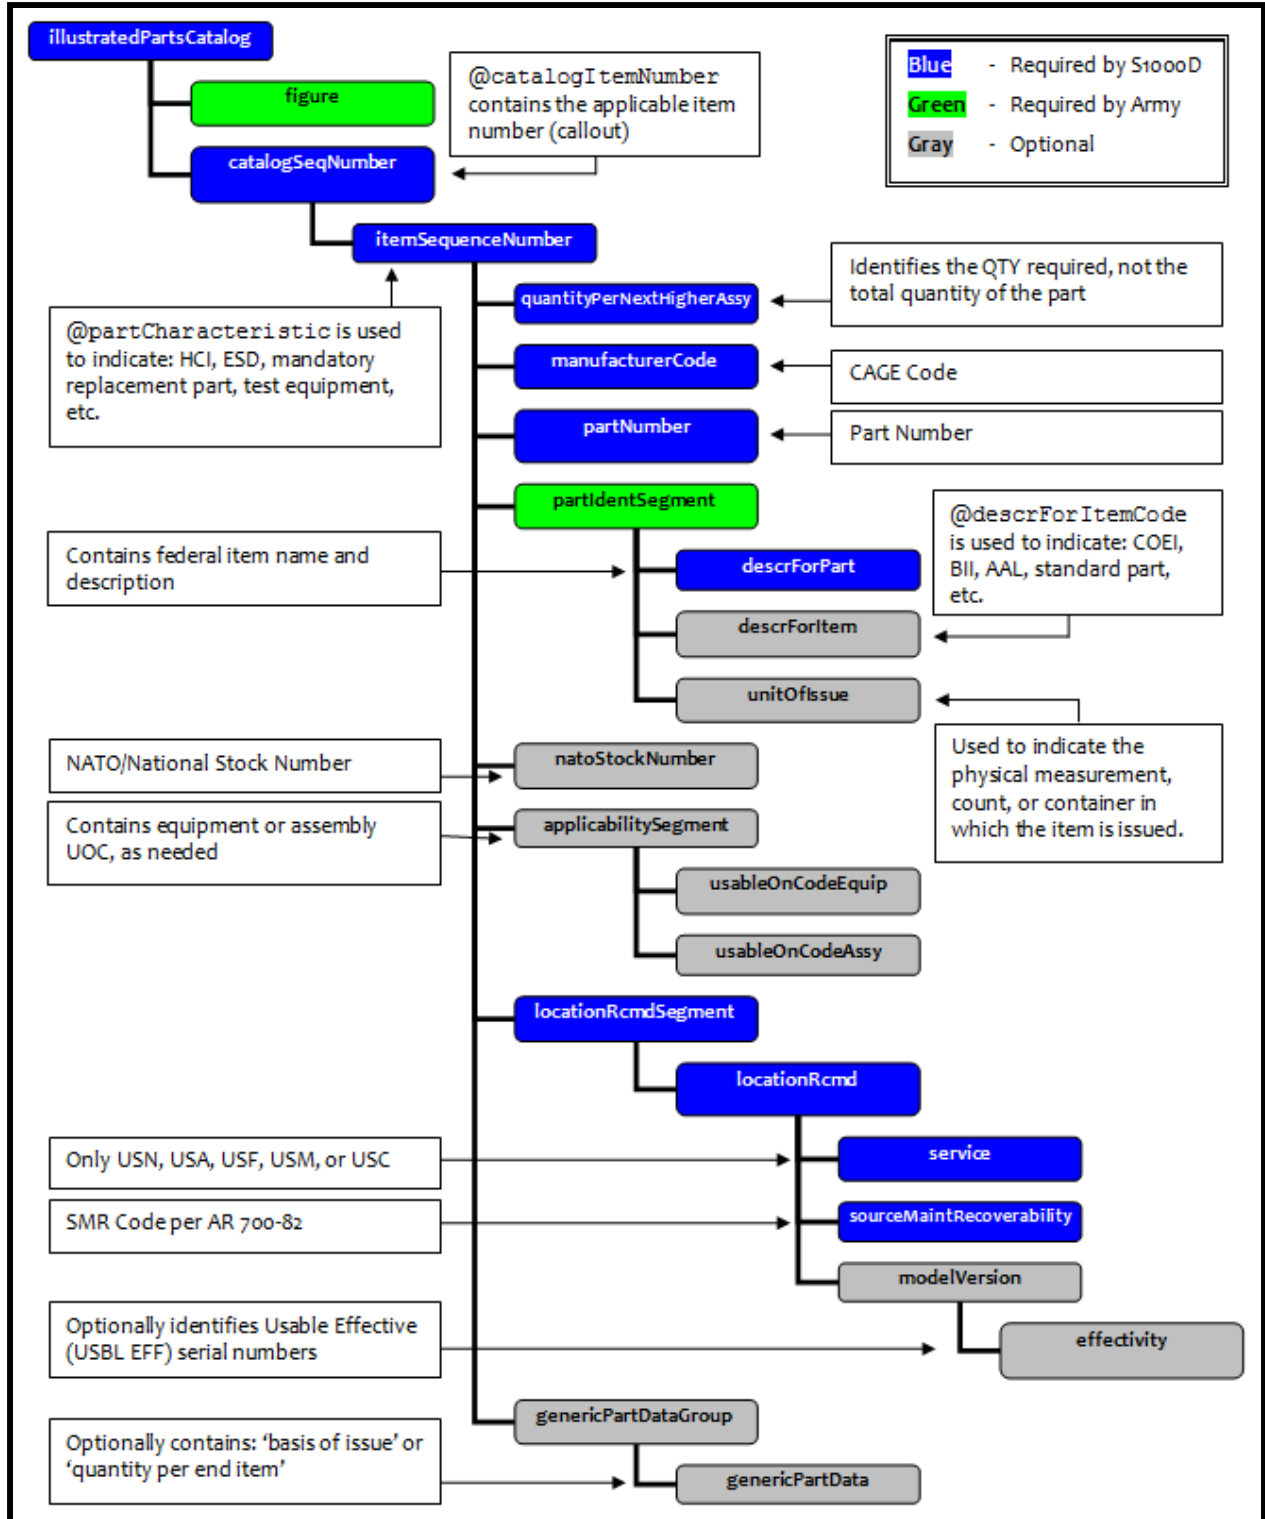 illustratedPartsCatalog
figure
catalogSeqNumber
@catalogItemNumber
contains the applicable item
number (callout)
Blue - Required by S1000D
Green - Required by Army
Gray - Optional
itemSequenceNumber
@partCharacteristic is used
to indicate: HCI, ESD, mandatory
replacement part, test equipment,
etc.
quantityPerNextHigherAssy
Identifies the QTY required, not the
total quantity of the part
manufacturerCode
CAGE Code
partNumber
Part Number
partIdentSegment
Contains federal item name and
description
descrForPart
@descrForItemCode
is used to indicate: COEI,
BII, AAL, standard part,
etc.
descrForItem
unitOfIssue
Used to indicate the
physical measurement,
count, or container in
which the item is issued.
NATO/National Stock Number
natoStockNumber
Contains equipment or assembly
UOC, as needed
applicabilitySegment
usableOnCodeEquip
usableOnCodeAssy
locationRcmdSegment
locationRcmd
Only USN, USA, USF, USM, or USC
service
SMR Code per AR 700-82
sourceMaintRecoverability
modelVersion
Optionally identifies Usable Effective
(USBL EFF) serial numbers
effectivity
genericPartDataGroup
Optionally contains: ‘basis of issue’ or
‘quantity per end item’
genericPartData